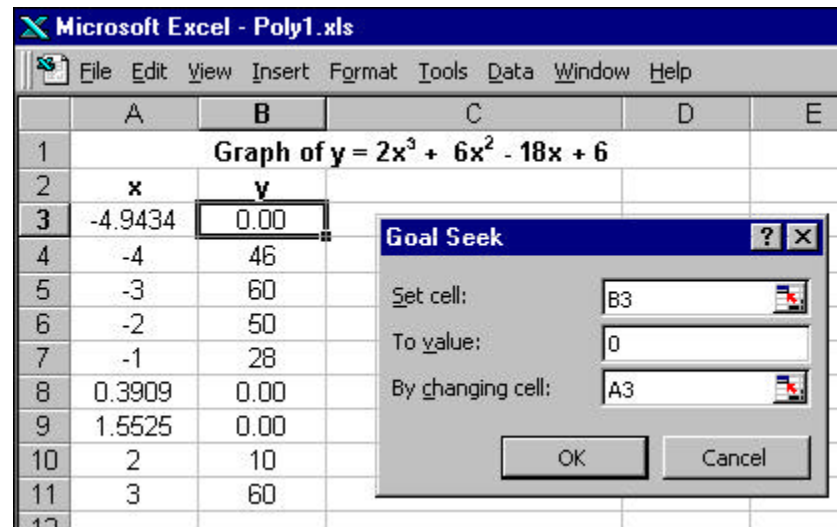 Microsoft Excel - Poly1.xls
File Edit View Insert Format Tools Data Window Help
A B C D E
1 Graph of y = 2x³ + 6x² - 18x + 6
2 x y
3 -4.9434 0.00
4 -4 46
5 -3 60
6 -2 50
7 -1 28
8 0.3909 0.00
9 1.5525 0.00
10 2 10
11 3 60
12
Goal Seek ?
Set cell: B3
To value: 0
By changing cell: A3
OK Cancel